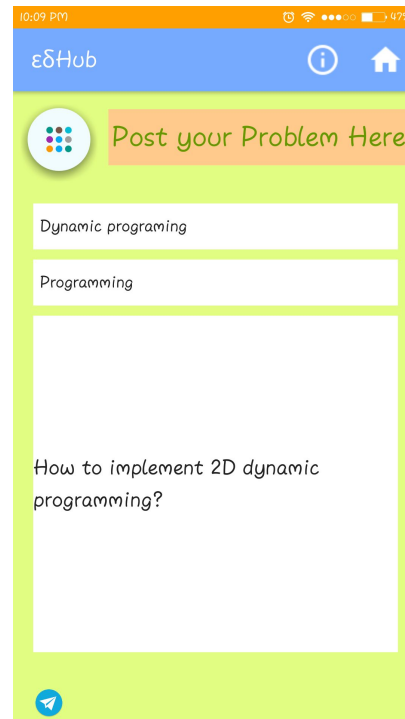 10:09 PM
47%
εδHub
Post your Problem Here
Dynamic programing
Programming
How to implement 2D dynamic
programming?